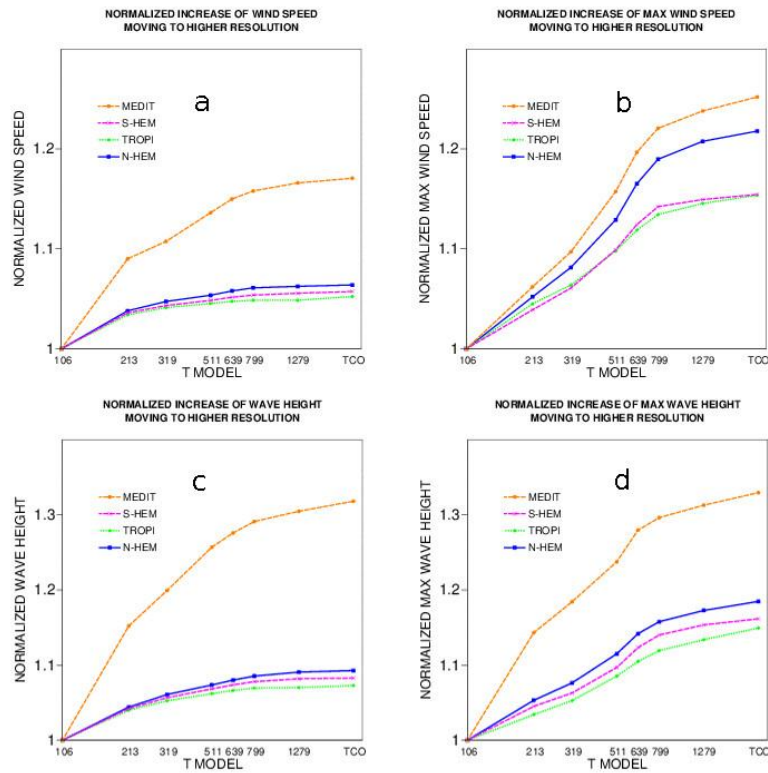 NORMALIZED INCREASE OF WIND SPEED
MOVING TO HIGHER RESOLUTION
NORMALIZED WIND SPEED
a
MEDIT
S-HEM
TROPI
N-HEM
1.2
1.1
1
106 213 319 511 639 799 1279 TCO
T MODEL
NORMALIZED INCREASE OF MAX WIND SPEED
MOVING TO HIGHER RESOLUTION
NORMALIZED MAX WIND SPEED
b
MEDIT
S-HEM
TROPI
N-HEM
1.2
1.1
1
106 213 319 511 639 799 1279 TCO
T MODEL
NORMALIZED INCREASE OF WAVE HEIGHT
MOVING TO HIGHER RESOLUTION
NORMALIZED WAVE HEIGHT
c
MEDIT
S-HEM
TROPI
N-HEM
1.3
1.2
1.1
1
106 213 319 511 639 799 1279 TCO
T MODEL
NORMALIZED INCREASE OF MAX WAVE HEIGHT
MOVING TO HIGHER RESOLUTION
NORMALIZED MAX WAVE HEIGHT
d
MEDIT
S-HEM
TROPI
N-HEM
1.3
1.2
1.1
1
106 213 319 511 639 799 1279 TCO
T MODEL